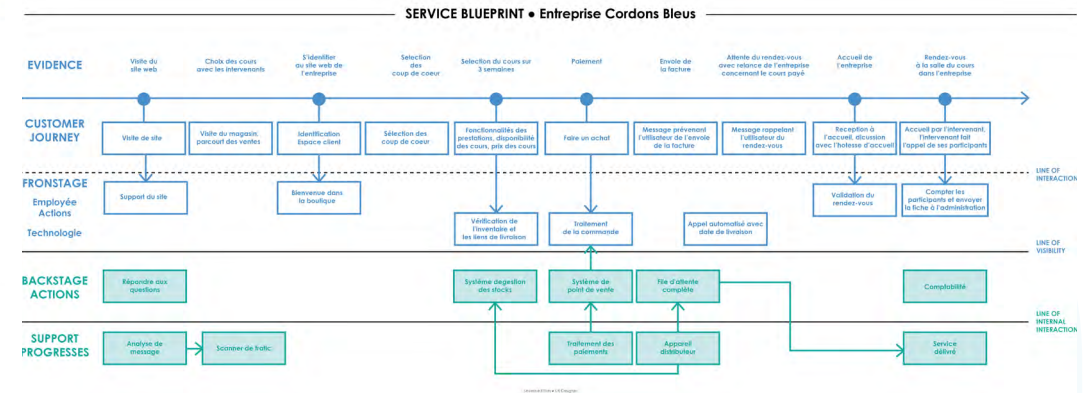 SERVICE BLUEPRINT ● Entreprise Cordons Bleus
EVIDENCE
Visite du
site web
Choix des cours
avec les intervenants
S'identifier
au site web de
l'entreprise
Selection
des
coup de coeur
Selection du cours sur
3 semaines
Paiement
Envoie de
la facture
Attente du rendez-vous
avec relance de l'entreprise
concernant le cours payé
Accueil de
l'entreprise
Rendez-vous
à la salle du cours
dans l'entreprise
CUSTOMER
JOURNEY
Visite de site
Visite du magasin,
parcourt des ventes
Identification
Espace client
Sélection des
coup de coeur
Fonctionnalités des
prestations, disponibilité
des cours, prix des cours
Faire un achat
Message prévenant
l'utilisateur de l'envoie
de la facture
Message rappelant
l'utilisateur du
rendez-vous
Reception à
l'accueil, dicussion
avec l'hotesse d'accueil
Accueil par l'intervenant,
l'intervenant fait
l'appel de ses participants
LINE OF
INTERACTION
FRONSTAGE
Employée
Actions
Technologie
Support du site
Bienvenue dans
la boutique
Validation du
rendez-vous
Compter les
participants et envoyer
la fiche à l'administration
Vérification de
l'inventaire et
les liens de livraison
Traitement
de la commande
Appel automatisé avec
date de livraison
LINE OF
VISIBILITY
BACKSTAGE
ACTIONS
Répondre aux
questions
Système degestion
des stocks
Système de
point de vente
File d'attente
complète
Comptabilité
LINE OF
INTERNAL
INTERACTION
SUPPORT
PROGRESSES
Analyse de
message
Scanner de trafic
Traitement des
paiements
Appareil
distributeur
Service
délivré